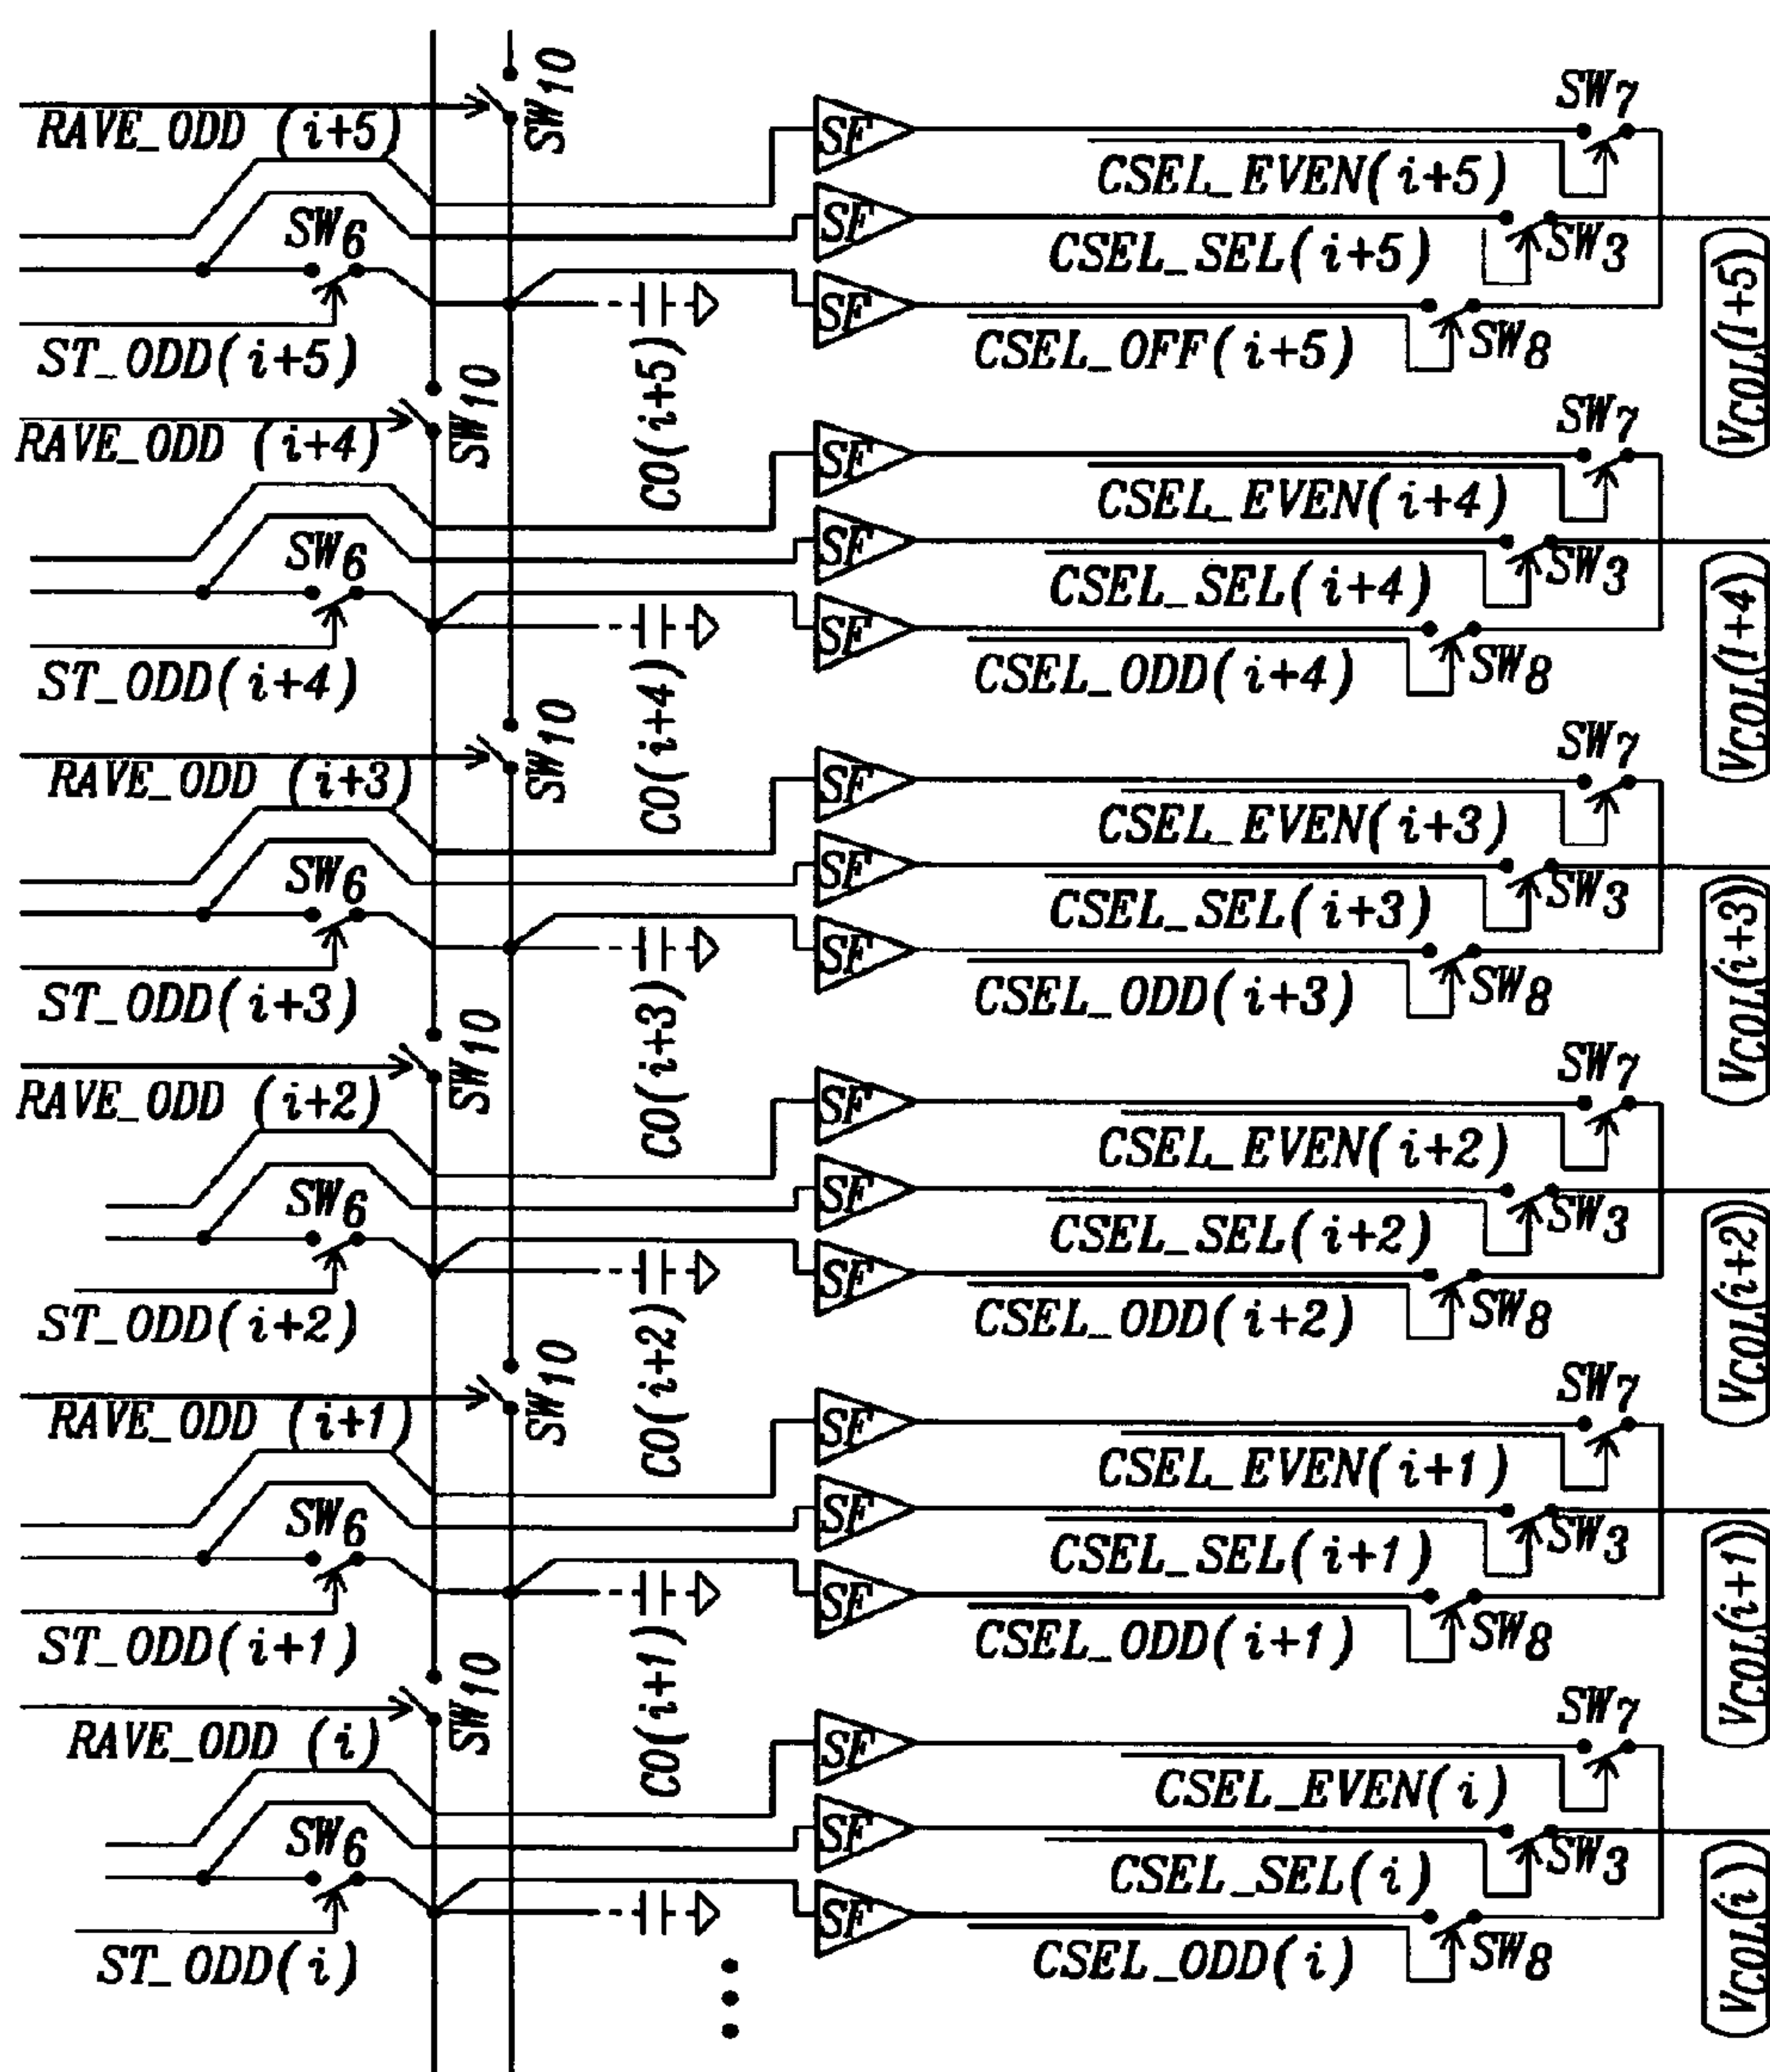 SW10
RAVE_ODD (i+5)
SF
SW7
CSEL_EVEN(i+5)
SW6
SF
CSEL_SEL(i+5)
SW3
ST_ODD(i+5)
CO(i+5)
SF
CSEL_OFF(i+5)
SW8
VCOL(I+5)
SW10
RAVE_ODD (i+4)
SF
SW7
CSEL_EVEN(i+4)
SW6
SF
CSEL_SEL(i+4)
SW3
ST_ODD(i+4)
CO(i+4)
SF
CSEL_ODD(i+4)
SW8
VCOL(I+4)
SW10
RAVE_ODD (i+3)
SF
SW7
CSEL_EVEN(i+3)
SW6
SF
CSEL_SEL(i+3)
SW3
ST_ODD(i+3)
CO(i+3)
SF
CSEL_ODD(i+3)
SW8
VCOL(i+3)
SW10
RAVE_ODD (i+2)
SF
SW7
CSEL_EVEN(i+2)
SW6
SF
CSEL_SEL(i+2)
SW3
ST_ODD(i+2)
CO(i+2)
SF
CSEL_ODD(i+2)
SW8
VCOL(i+2)
SW10
RAVE_ODD (i+1)
SF
SW7
CSEL_EVEN(i+1)
SW6
SF
CSEL_SEL(i+1)
SW3
ST_ODD(i+1)
CO(i+1)
SF
CSEL_ODD(i+1)
SW8
VCOL(i+1)
SW10
RAVE_ODD (i)
SF
SW7
CSEL_EVEN(i)
SW6
SF
CSEL_SEL(i)
SW3
ST_ODD(i)
SF
CSEL_ODD(i)
SW8
VCOL(i)